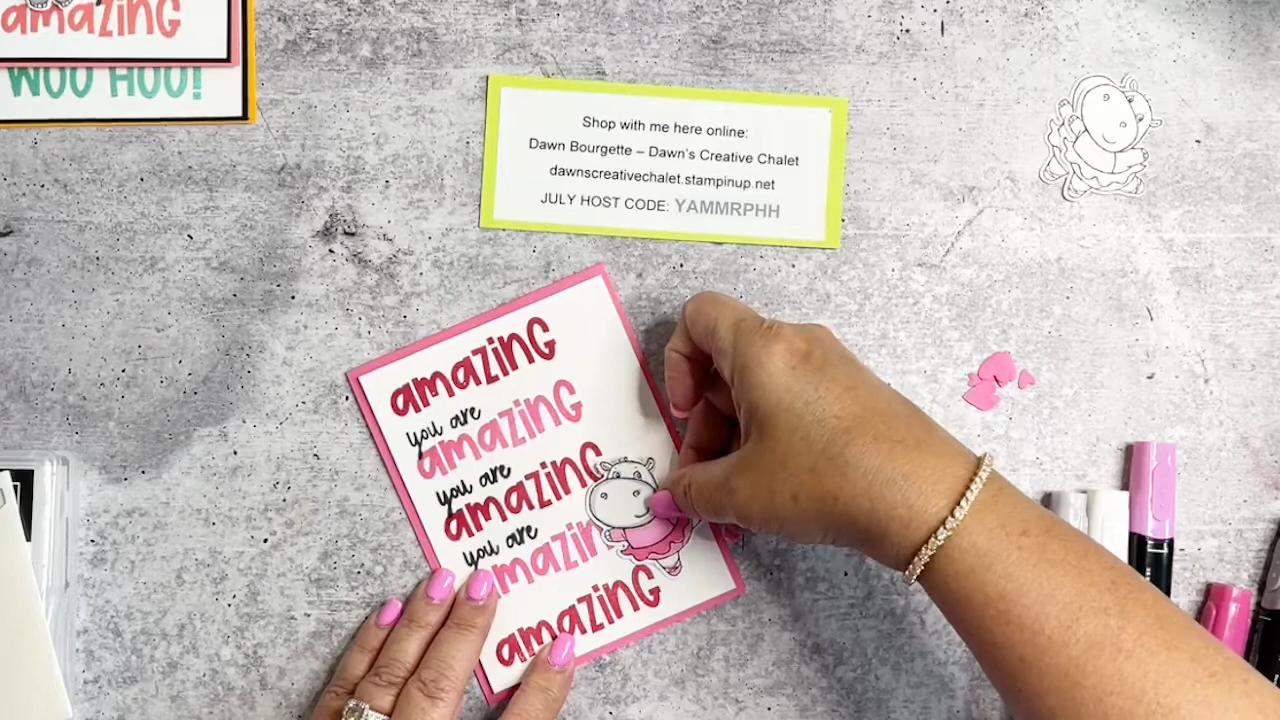 amazing
WOO HOO!
Shop with me here online:
Dawn Bourgette – Dawn's Creative Chalet
dawnscreativechalet.stampinup.net
JULY HOST CODE: YAMMRPHH
amazing
you are
amazing
you are
amazing
you are
amazing
amazing